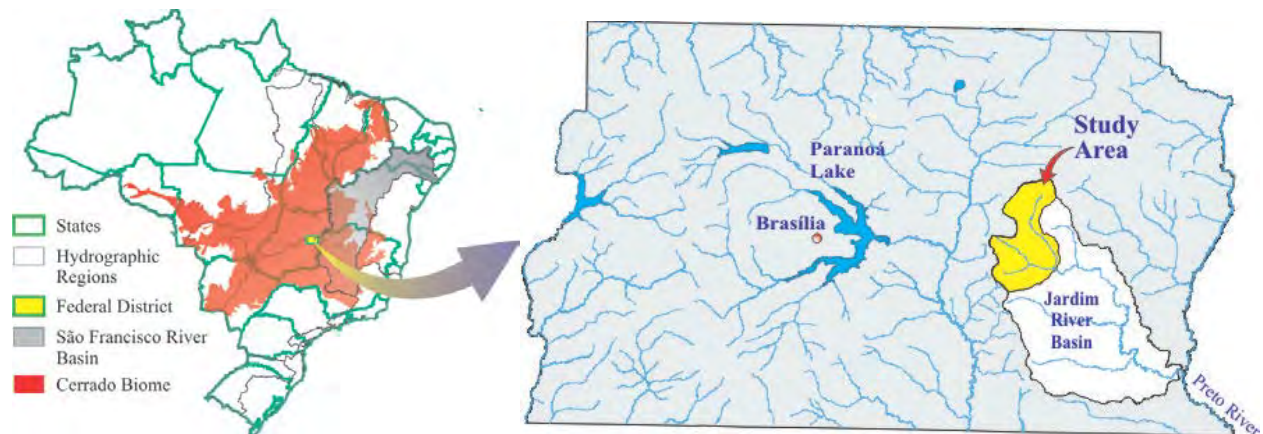 States
Hydrographic
Regions
Federal District
São Francisco River
Basin
Cerrado Biome
Paranoá
Lake
Brasília
Study
Area
Jardim
River
Basin
Preto River